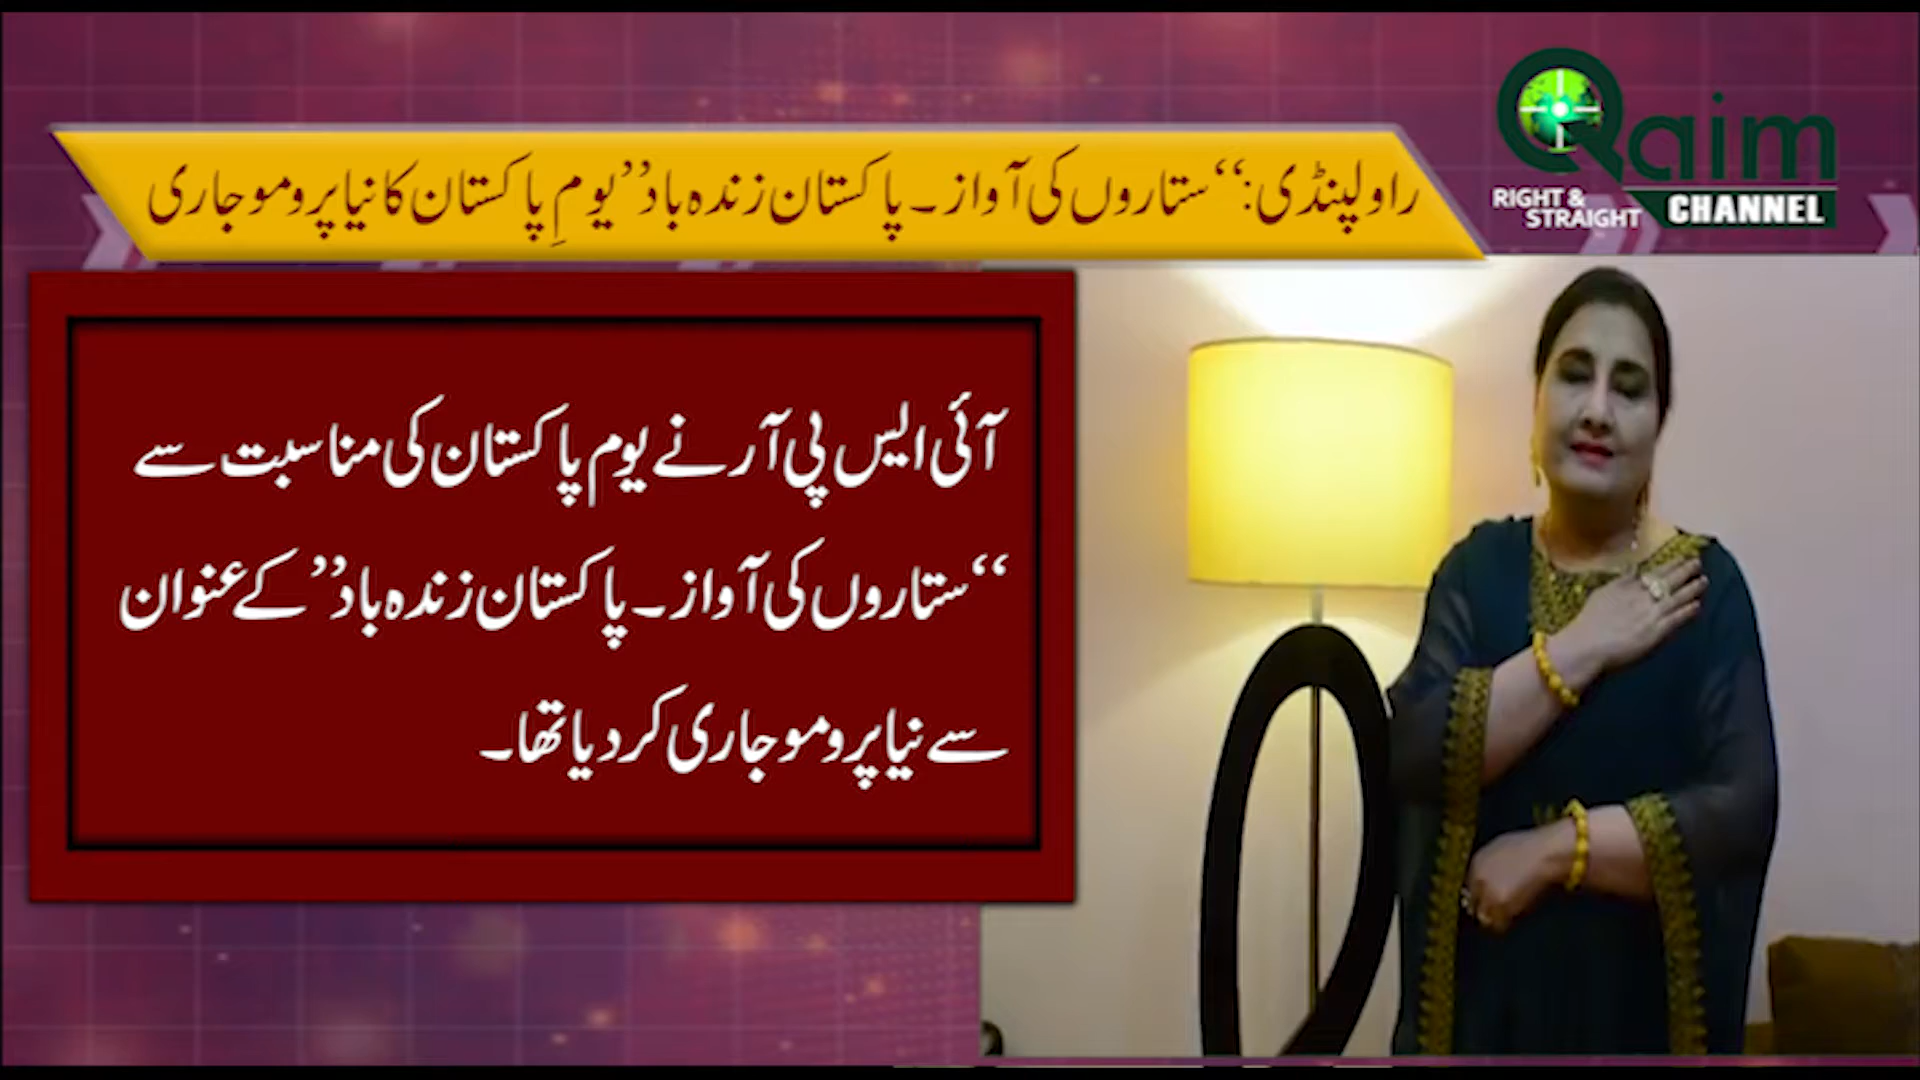 Qaim
RIGHT &
STRAIGHT
CHANNEL
راولپنڈی: ‘‘ستاروں کی آواز۔ پاکستان زندہ باد’’ یومِ پاکستان کا نیا پرومو جاری
آئی ایس پی آر نے یوم پاکستان کی مناسبت سے
‘‘ستاروں کی آواز۔ پاکستان زندہ باد’’ کے عنوان
سے نیا پرومو جاری کر دیا تھا۔